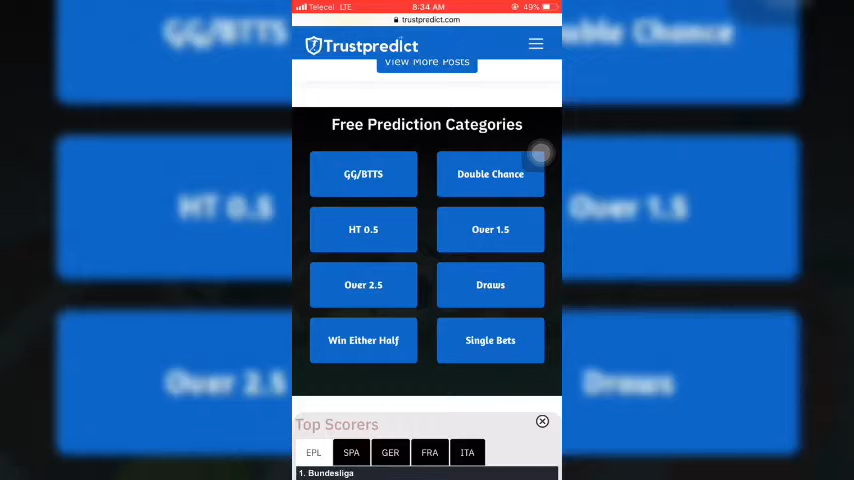 Telecel LTE 8:34 AM 49%
trustpredict.com
Trustpredict
View More Posts
Free Prediction Categories
GG/BTTS Double Chance
HT 0.5 Over 1.5
Over 2.5 Draws
Win Either Half Single Bets
Top Scorers
EPL SPA GER FRA ITA
1. Bundesliga